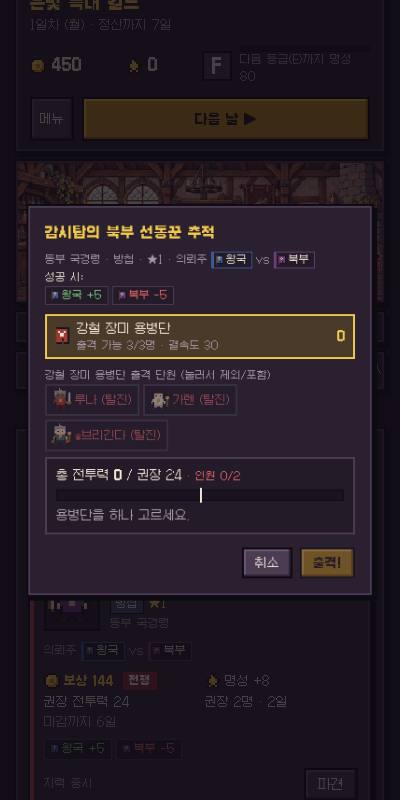 은빛 늑대 길드
1일차 (월) · 정산까지 7일
450 0 F 다음 등급(E)까지 명성 80
메뉴 다음 날 ▶
감시탑의 북부 선동꾼 추적
동부 국경령 · 방첩 · ★1 · 의뢰주 왕국 vs 북부
성공 시:
왕국 +5 북부 -5
강철 장미 용병단 0
출격 가능 3/3명 · 결속도 30
강철 장미 용병단 출격 단원 (눌러서 제외/포함)
루나 (탈진) 가렌 (탈진)
브리긴다 (탈진)
총 전투력 0 / 권장 24 · 인원 0/2
용병단을 하나 고르세요.
취소 출격!
방첩 ★1
동부 국경령
의뢰주 왕국 vs 북부
보상 144 전쟁 명성 +8
권장 전투력 24 권장 2명 · 2일
마감까지 6일
왕국 +5 북부 -5
지력 중시 파견